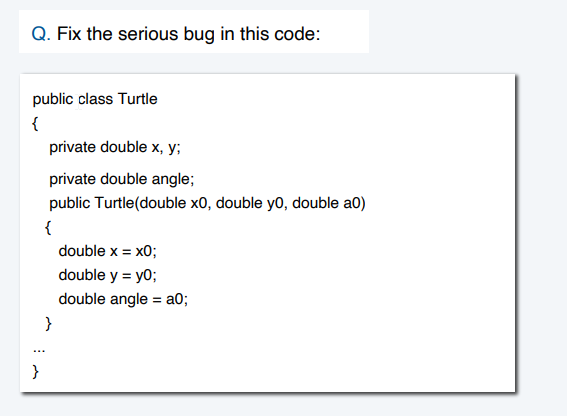 Q. Fix the serious bug in this code:
public class Turtle
{
private double x, y;
private double angle;
public Turtle(double x0, double y0, double a0)
{
double x = x0;
double y = y0;
double angle = a0;
}
...
}